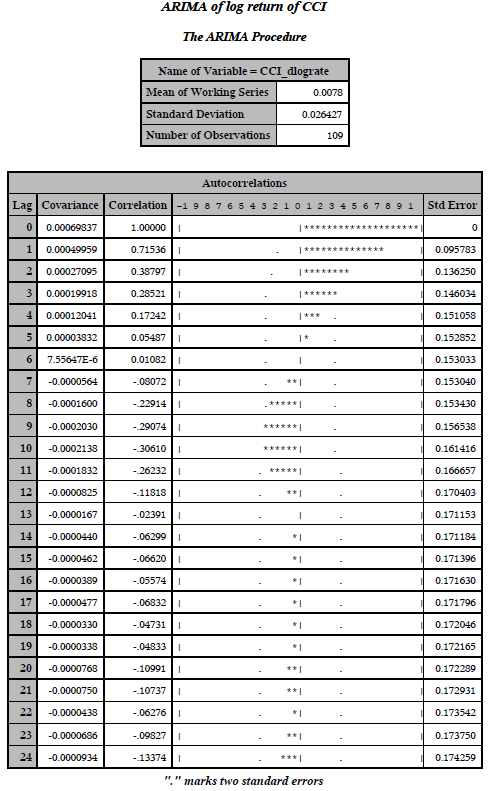 ARIMA of log return of CCI
The ARIMA Procedure
Name of Variable = CCI_dlograte
Mean of Working Series 0.0078
Standard Deviation 0.026427
Number of Observations 109
Autocorrelations
Lag Covariance Correlation -1 9 8 7 6 5 4 3 2 1 0 1 2 3 4 5 6 7 8 9 1 Std Error
0 0.00069837 1.00000 | |********************| 0
1 0.00049959 0.71536 | . |************** | 0.095783
2 0.00027095 0.38797 | . |******** | 0.136250
3 0.00019918 0.28521 | . |****** | 0.146034
4 0.00012041 0.17242 | . |*** . | 0.151058
5 0.00003832 0.05487 | . |* . | 0.152852
6 7.55647E-6 0.01082 | . | . | 0.153033
7 -0.0000564 -.08072 | . **| . | 0.153040
8 -0.0001600 -.22914 | .*****| . | 0.153430
9 -0.0002030 -.29074 | ******| . | 0.156538
10 -0.0002138 -.30610 | ******| . | 0.161416
11 -0.0001832 -.26232 | . *****| . | 0.166657
12 -0.0000825 -.11818 | . **| . | 0.170403
13 -0.0000167 -.02391 | . | . | 0.171153
14 -0.0000440 -.06299 | . *| . | 0.171184
15 -0.0000462 -.06620 | . *| . | 0.171396
16 -0.0000389 -.05574 | . *| . | 0.171630
17 -0.0000477 -.06832 | . *| . | 0.171796
18 -0.0000330 -.04731 | . *| . | 0.172046
19 -0.0000338 -.04833 | . *| . | 0.172165
20 -0.0000768 -.10991 | . **| . | 0.172289
21 -0.0000750 -.10737 | . **| . | 0.172931
22 -0.0000438 -.06276 | . *| . | 0.173542
23 -0.0000686 -.09827 | . **| . | 0.173750
24 -0.0000934 -.13374 | . ***| . | 0.174259
"." marks two standard errors